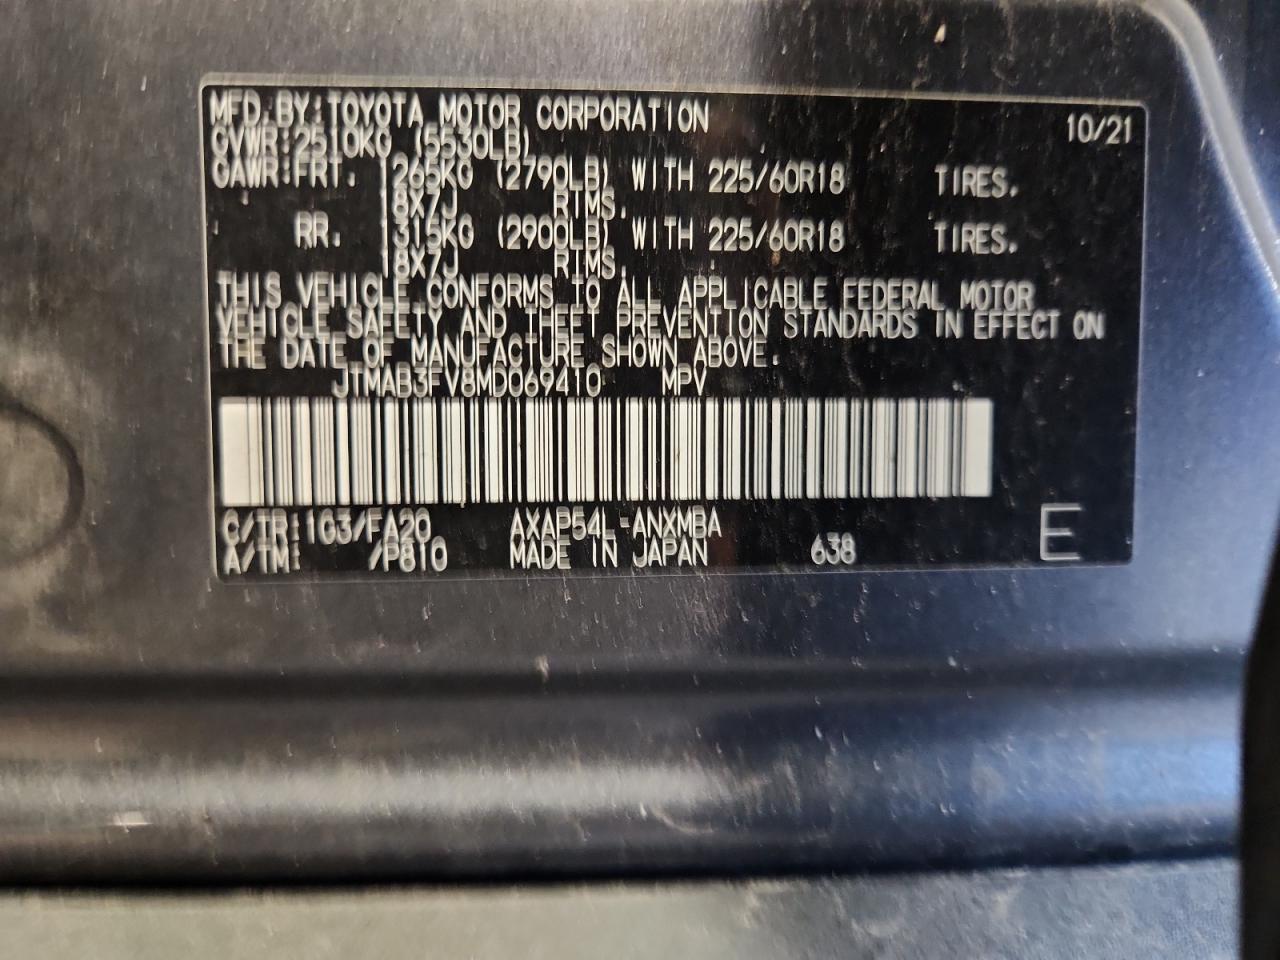 MFD.BY:TOYOTA MOTOR CORPORATION 10/21
GVWR:2510KG (5530LB)
GAWR:FRT. 1265KG (2790LB) WITH 225/60R18 TIRES.
18X7J RIMS.
RR. 1315KG (2900LB) WITH 225/60R18 TIRES.
18X7J RIMS.
THIS VEHICLE CONFORMS TO ALL APPLICABLE FEDERAL MOTOR
VEHICLE SAFETY AND THEFT PREVENTION STANDARDS IN EFFECT ON
THE DATE OF MANUFACTURE SHOWN ABOVE.
JTMAB3FV8MD069410 MPV
C/TR:1G3/FA20 AXAP54L-ANXMBA
A/TM: /P810 MADE IN JAPAN 638 E